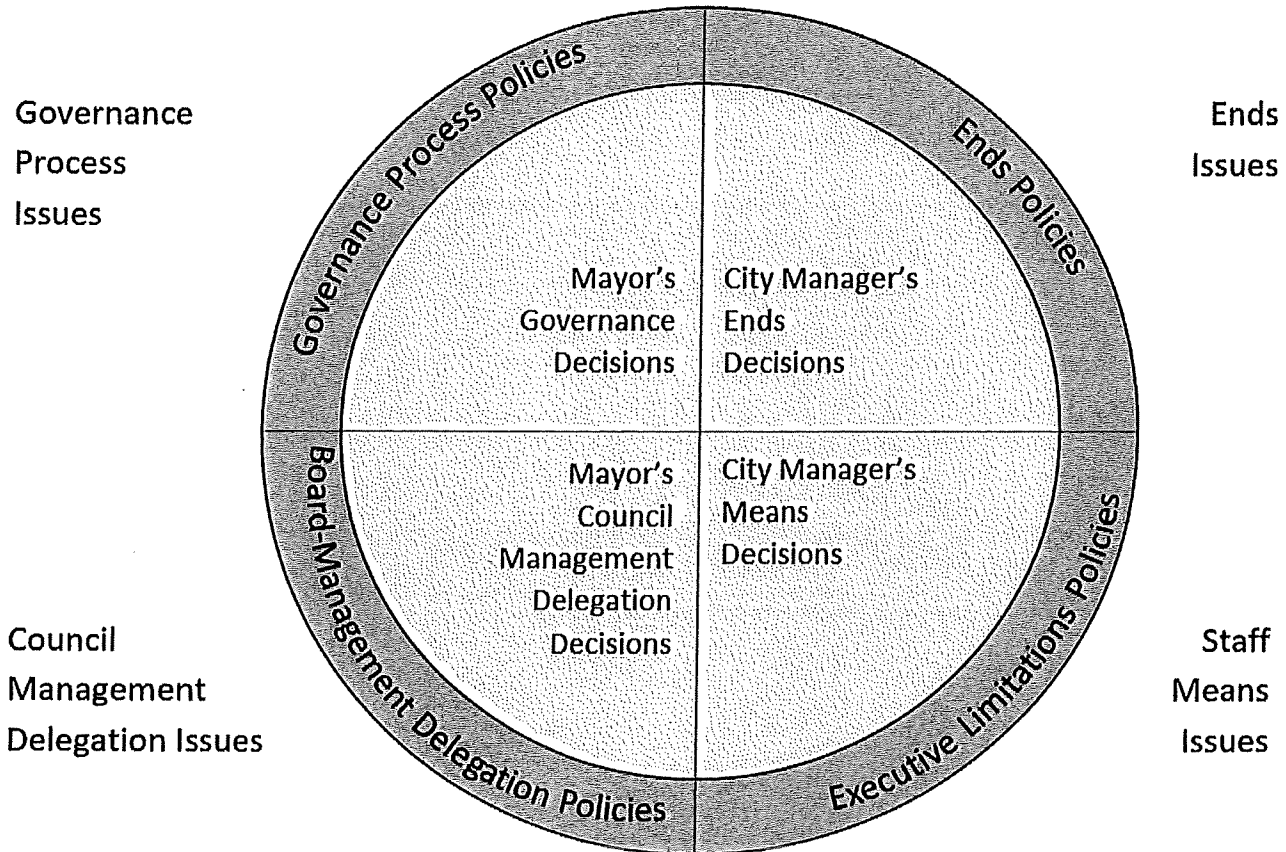 Governance
Process
Issues
Governance Process Policies
Ends Policies
Ends
Issues
Mayor's
Governance
Decisions
City Manager's
Ends
Decisions
Mayor's
Council
Management
Delegation
Decisions
City Manager's
Means
Decisions
Council
Management
Delegation Issues
Board-Management Delegation Policies
Executive Limitations Policies
Staff
Means
Issues